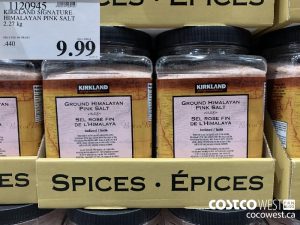 1120945
KIRKLAND SIGNATURE
HIMALAYAN PINK SALT
2.27 kg
.440
9.99
KIRKLAND
GROUND HIMALAYAN
PINK SALT
SEL ROSE FIN
DE L'HIMALAYA
KIRKLAND
GROUND HIMALAYAN
PINK SALT
SEL ROSE FIN
DE L'HIMALAYA
SPICES · ÉPICES
COSTCO WEST
cocowest.ca